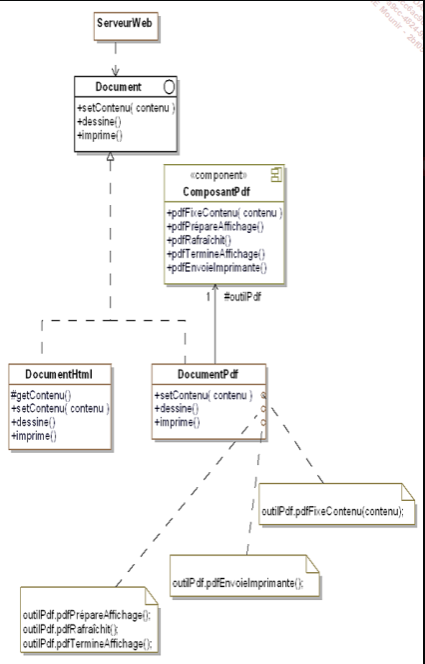 ServeurWeb
Document
+setContenu( contenu )
+dessine()
+imprime()
«component»
ComposantPdf
+pdfFixeContenu( contenu )
+pdfPrépareAffichage()
+pdfRafraîchit()
+pdfTermineAffichage()
+pdfEnvoieImprimante()
1 #outilPdf
DocumentHtml
#getContenu()
+setContenu( contenu )
+dessine()
+imprime()
DocumentPdf
+setContenu( contenu )
+dessine()
+imprime()
outilPdf.pdfFixeContenu(contenu);
outilPdf.pdfEnvoieImprimante();
outilPdf.pdfPrépareAffichage();
outilPdf.pdfRafraîchit();
outilPdf.pdfTermineAffichage();